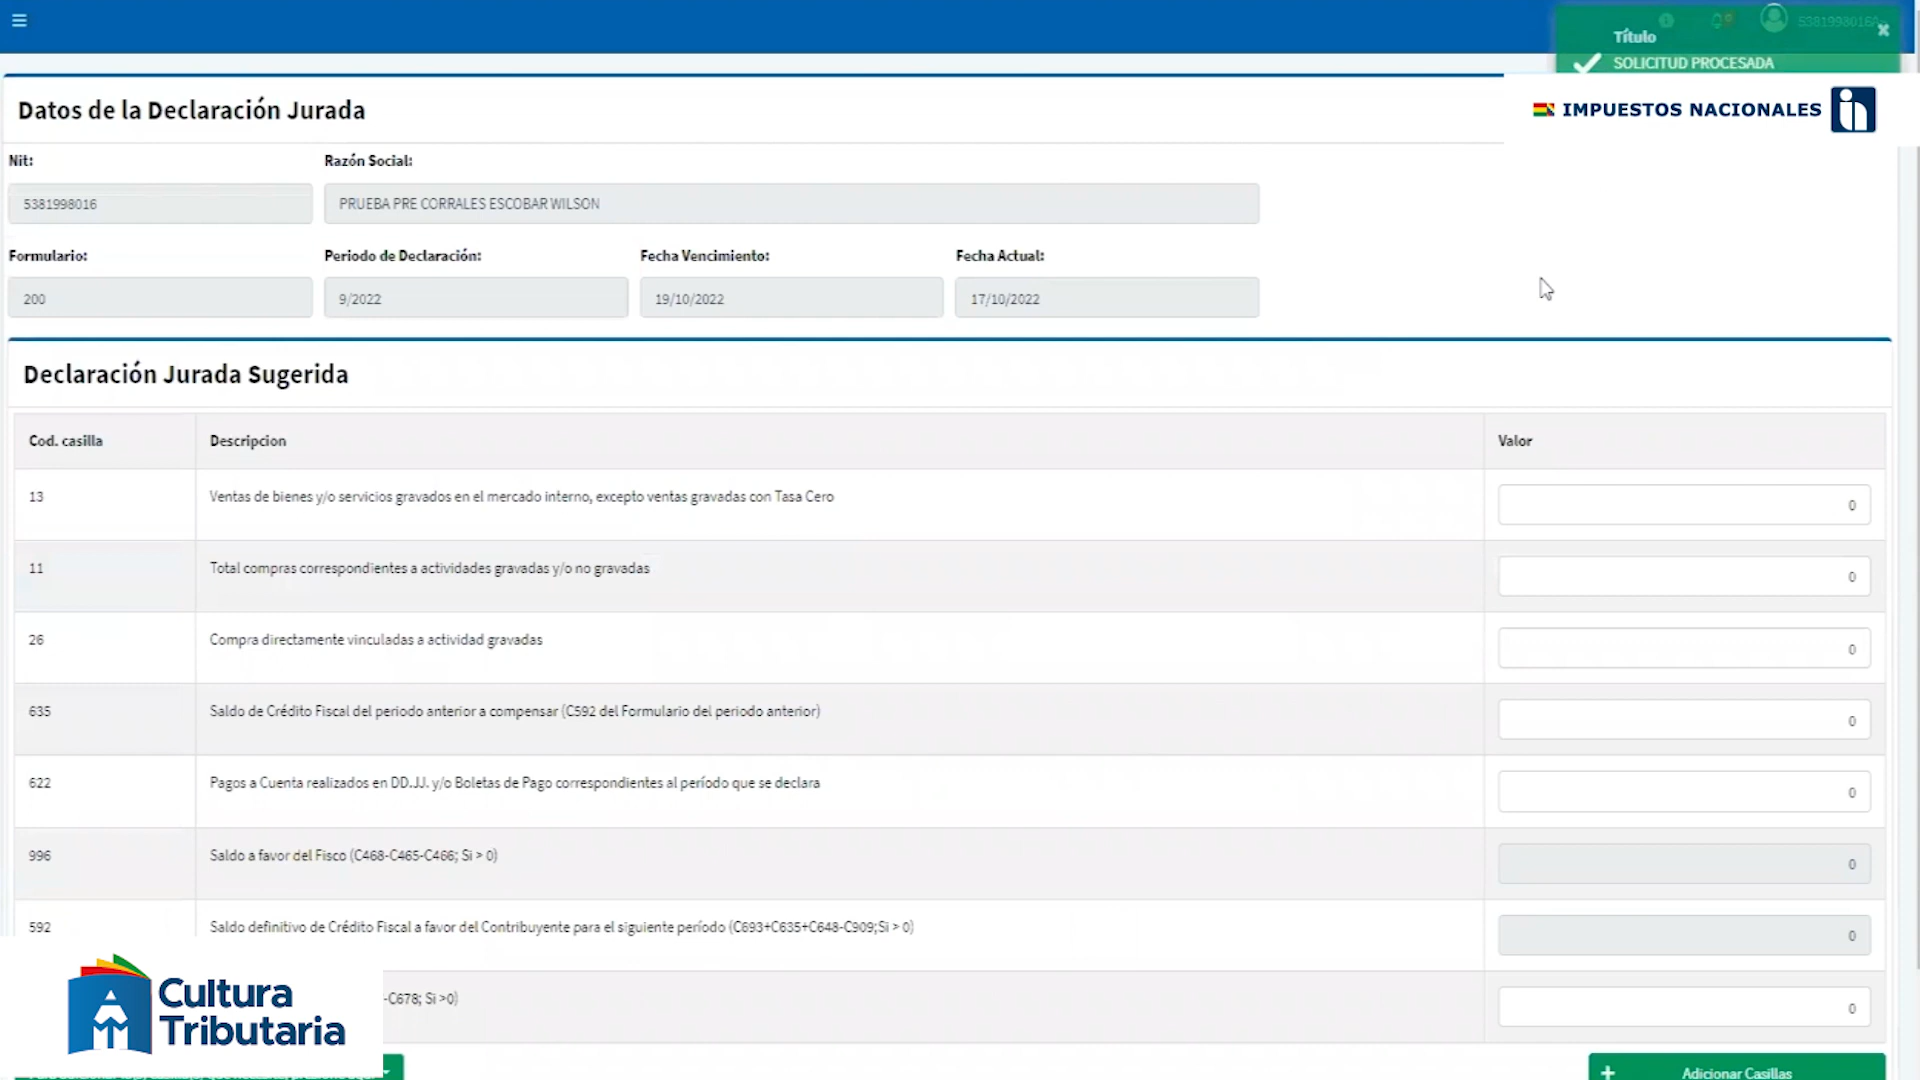 5381998016
Título
SOLICITUD PROCESADA
Datos de la Declaración Jurada
IMPUESTOS NACIONALES
Nit:
Razón Social:
5381998016
PRUEBA PRE CORRALES ESCOBAR WILSON
Formulario:
Periodo de Declaración:
Fecha Vencimiento:
Fecha Actual:
200
9/2022
19/10/2022
17/10/2022
Declaración Jurada Sugerida
Cod. casilla
Descripcion
Valor
13
Ventas de bienes y/o servicios gravados en el mercado interno, excepto ventas gravadas con Tasa Cero
0
11
Total compras correspondientes a actividades gravadas y/o no gravadas
0
26
Compra directamente vinculadas a actividad gravadas
0
635
Saldo de Crédito Fiscal del periodo anterior a compensar (C592 del Formulario del periodo anterior)
0
622
Pagos a Cuenta realizados en DD.JJ. y/o Boletas de Pago correspondientes al período que se declara
0
996
Saldo a favor del Fisco (C468-C465-C466; Si > 0)
0
592
Saldo definitivo de Crédito Fiscal a favor del Contribuyente para el siguiente período (C693+C635+C648-C909;Si > 0)
0
-C678; Si >0)
0
Cultura
Tributaria
Adicionar Casillas